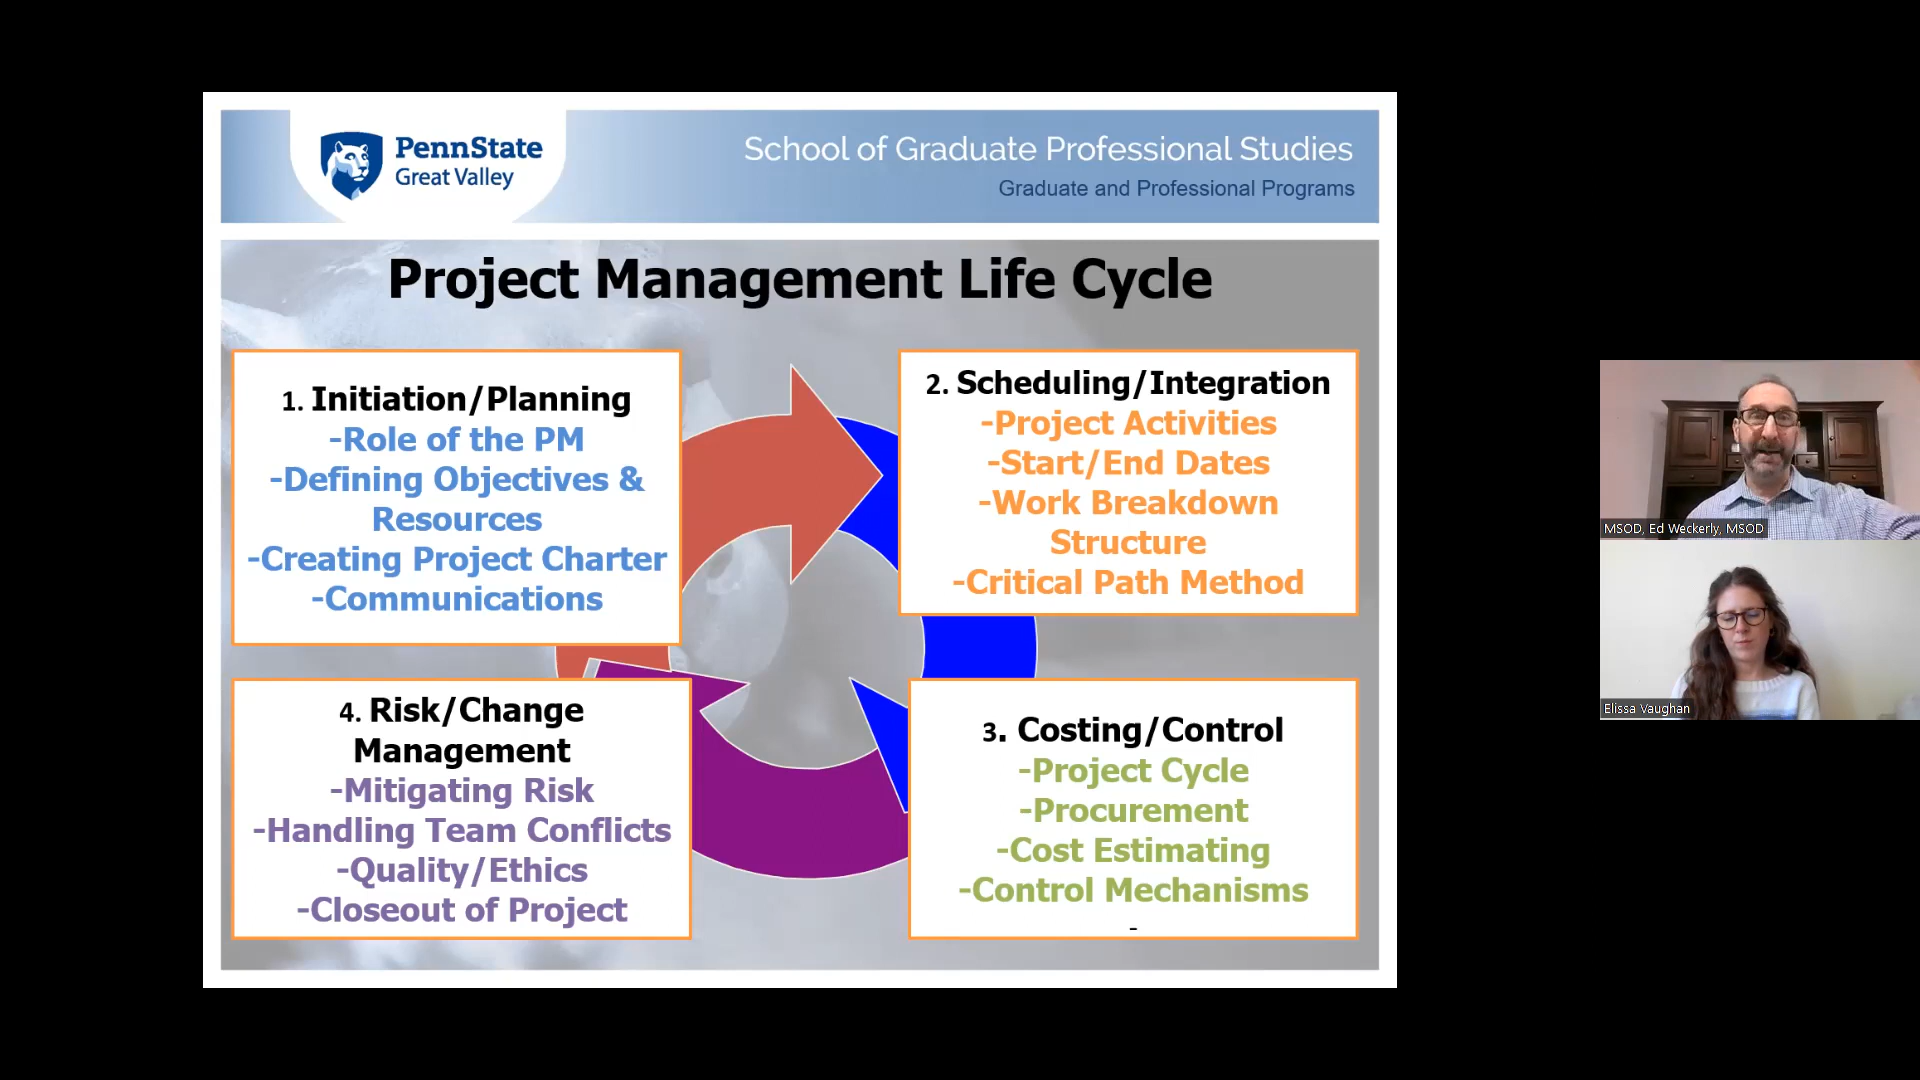 PennState
Great Valley
School of Graduate Professional Studies
Graduate and Professional Programs
Project Management Life Cycle
1. Initiation/Planning
-Role of the PM
-Defining Objectives &
Resources
-Creating Project Charter
-Communications
2. Scheduling/Integration
-Project Activities
-Start/End Dates
-Work Breakdown
Structure
-Critical Path Method
3. Costing/Control
-Project Cycle
-Procurement
-Cost Estimating
-Control Mechanisms
-
4. Risk/Change
Management
-Mitigating Risk
-Handling Team Conflicts
-Quality/Ethics
-Closeout of Project
MSOD, Ed Weckerly, MSOD
Elissa Vaughan